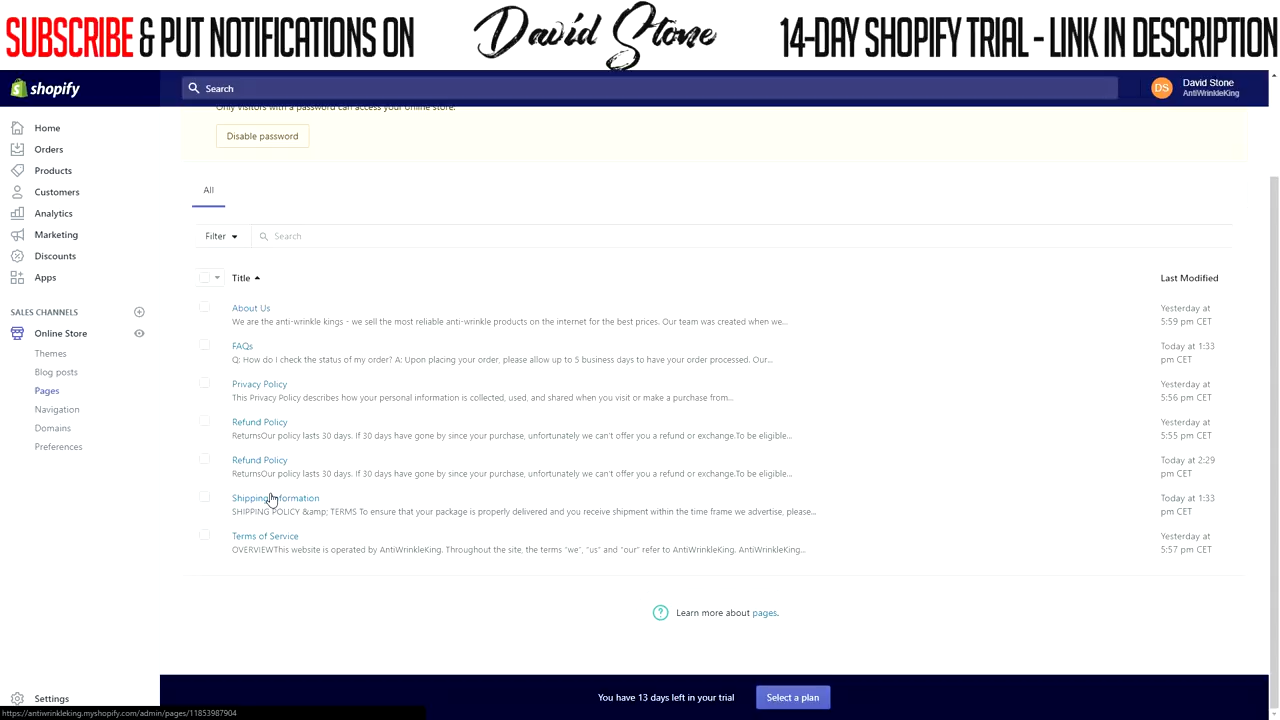 SUBSCRIBE & PUT NOTIFICATIONS ON
David Stone
14-DAY SHOPIFY TRIAL - LINK IN DESCRIPTION
shopify
Search
DS
David Stone
AntiWrinkleKing
Only visitors with a password can access your online store.
Disable password
Home
Orders
Products
Customers
Analytics
Marketing
Discounts
Apps
SALES CHANNELS
Online Store
Themes
Blog posts
Pages
Navigation
Domains
Preferences
Settings
All
Filter
Search
Title
Last Modified
About Us
We are the anti-wrinkle kings - we sell the most reliable anti-wrinkle products on the internet for the best prices. Our team was created when we...
Yesterday at
5:59 pm CET
FAQs
Q: How do I check the status of my order? A: Upon placing your order, please allow up to 5 business days to have your order processed. Our...
Today at 1:33
pm CET
Privacy Policy
This Privacy Policy describes how your personal information is collected, used, and shared when you visit or make a purchase from...
Yesterday at
5:56 pm CET
Refund Policy
ReturnsOur policy lasts 30 days. If 30 days have gone by since your purchase, unfortunately we can't offer you a refund or exchange.To be eligible...
Yesterday at
5:55 pm CET
Refund Policy
ReturnsOur policy lasts 30 days. If 30 days have gone by since your purchase, unfortunately we can't offer you a refund or exchange.To be eligible...
Today at 2:29
pm CET
Shipping Information
SHIPPING POLICY &amp; TERMS To ensure that your package is properly delivered and you receive shipment within the time frame we advertise, please...
Today at 1:33
pm CET
Terms of Service
OVERVIEWThis website is operated by AntiWrinkleKing. Throughout the site, the terms "we", "us" and "our" refer to AntiWrinkleKing. AntiWrinkleKing...
Yesterday at
5:57 pm CET
Learn more about pages.
You have 13 days left in your trial
Select a plan
https://antiwrinkleking.myshopify.com/admin/pages/11853987904